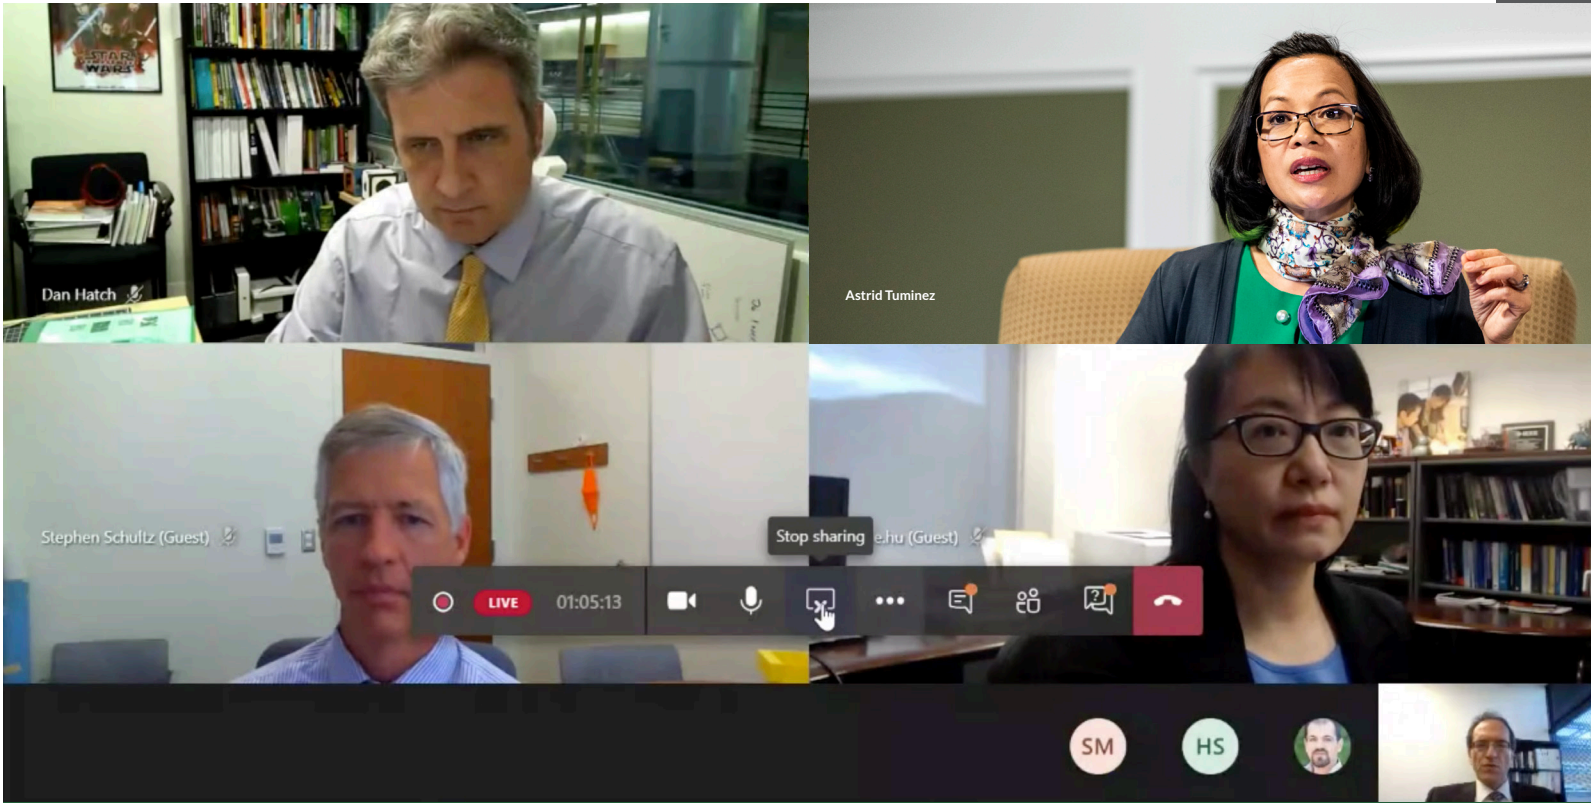 STAR
WARS
Dan Hatch
Astrid Tuminez
Stephen Schultz (Guest)
Stop sharing
e.hu (Guest)
LIVE
01:05:13
SM
HS